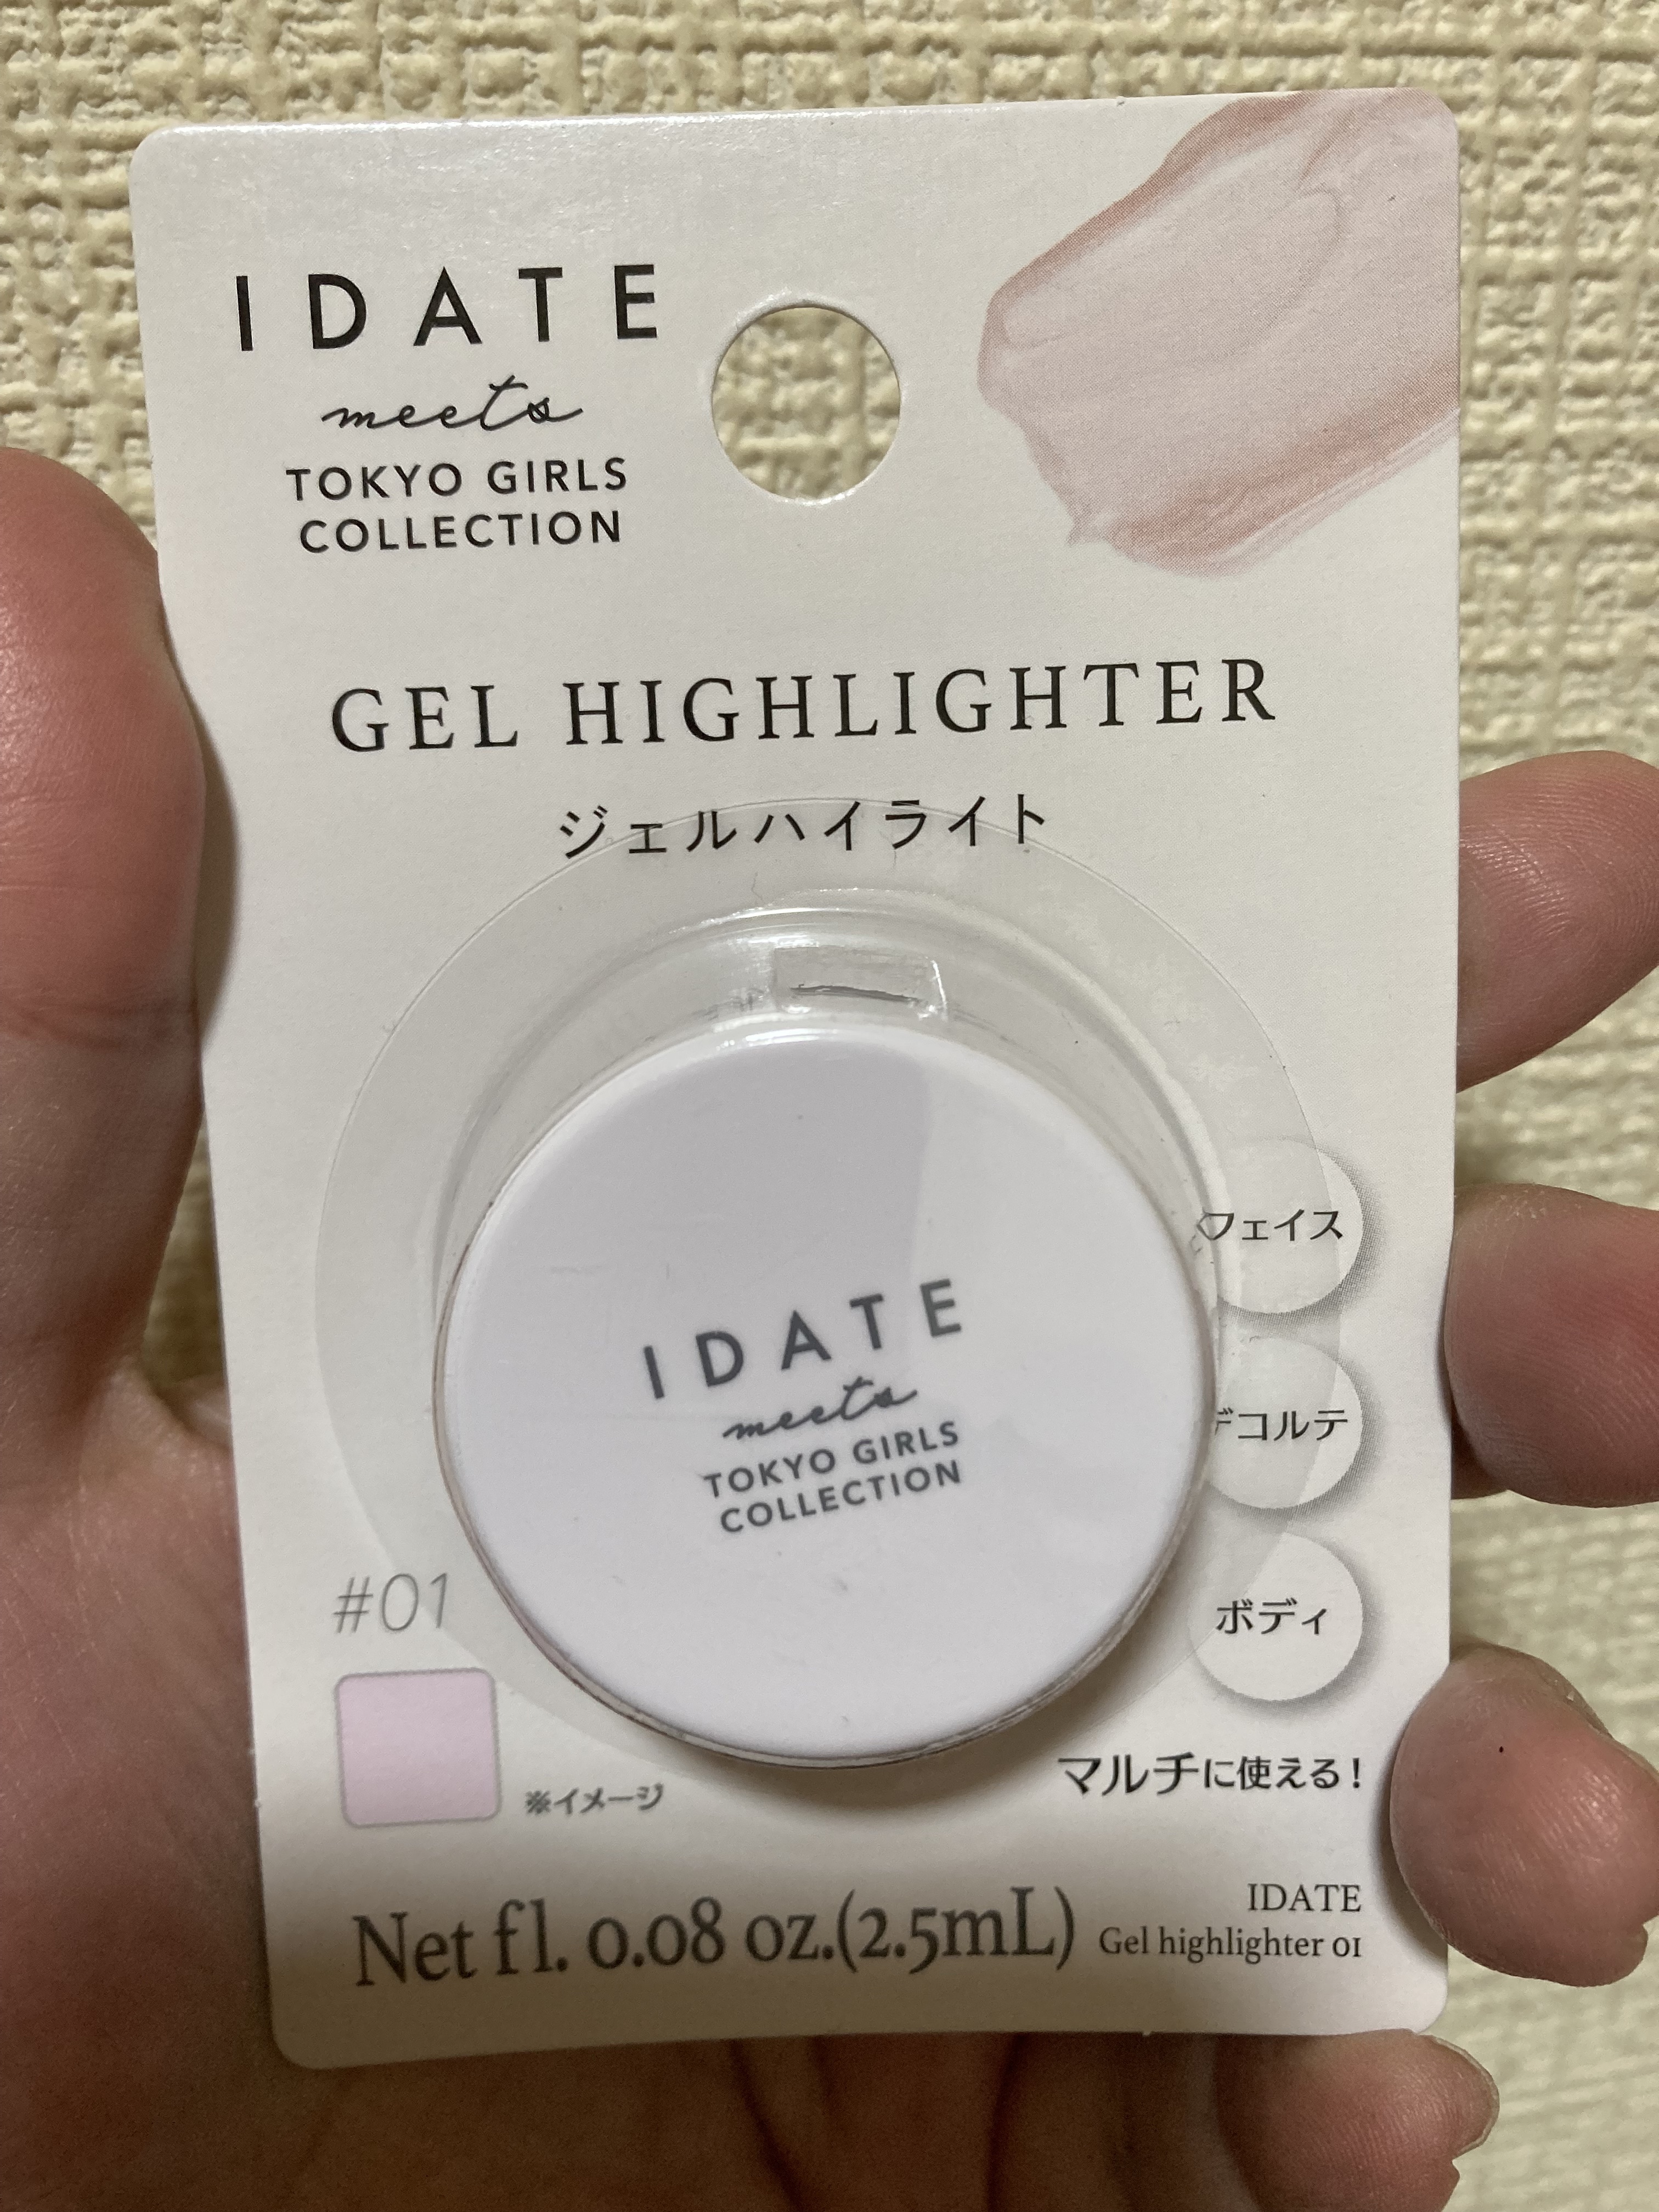 IDATE
meets
TOKYO GIRLS
COLLECTION
GEL HIGHLIGHTER
ジェルハイライト
IDATE
meets
TOKYO GIRLS
COLLECTION
フェイス
デコルテ
ボディ
マルチに使える！
#01
※イメージ
Net fl. 0.08 oz.(2.5mL)
IDATE
Gel highlighter 01